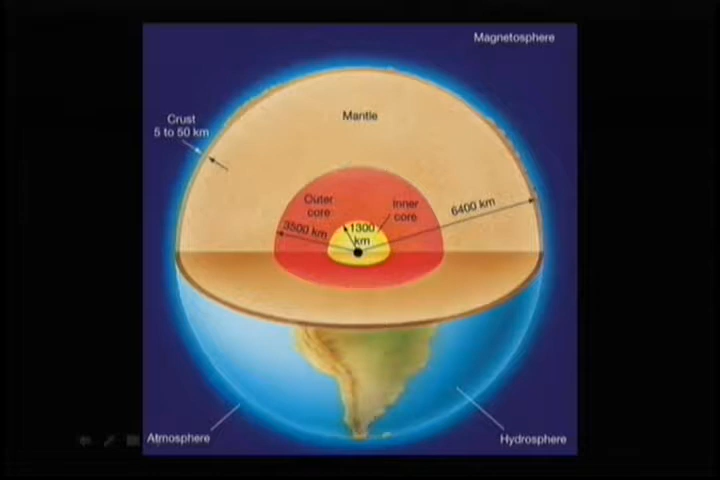 Magnetosphere
Crust
5 to 50 km
Mantle
Outer
core
Inner
core
6400 km
3500 km
1300
km
Atmosphere
Hydrosphere